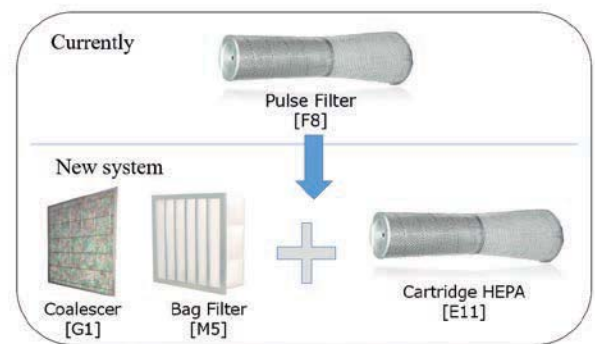 Currently
Pulse Filter
[F8]
New system
Coalescer
[G1]
Bag Filter
[M5]
Cartridge HEPA
[E11]